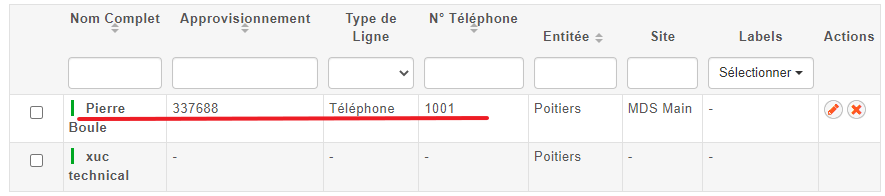 Nom Complet Approvisionnement Type de Ligne N° Téléphone Entitée Site Labels Actions
Sélectionner
Pierre Boule 337688 Téléphone 1001 Poitiers MDS Main -
xuc technical - - - Poitiers - -